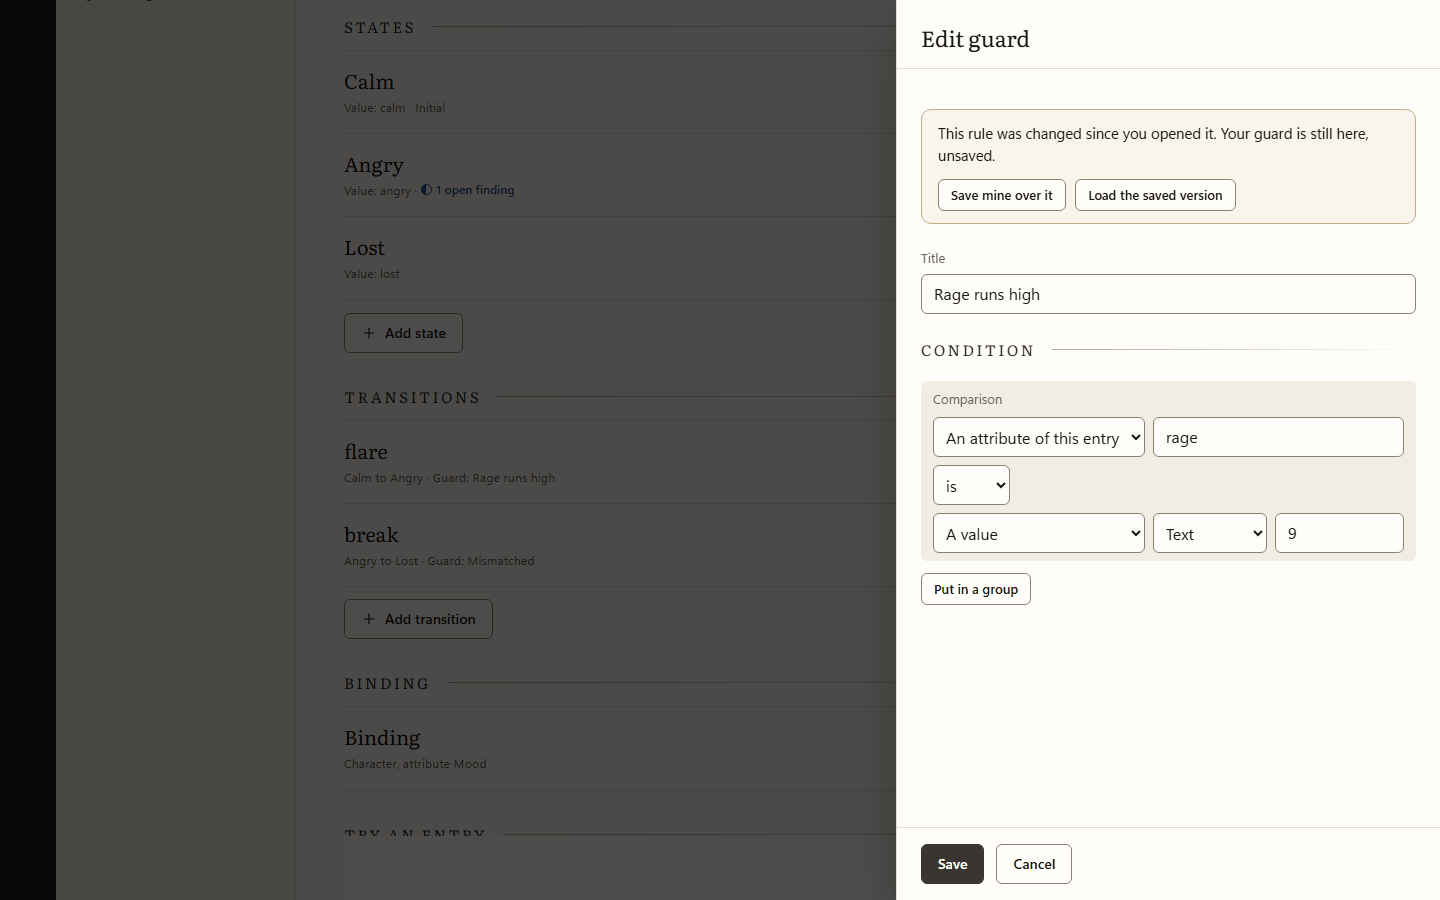 STATES
Calm
Value: calm · Initial
Angry
Value: angry · 1 open finding
Lost
Value: lost
Add state
TRANSITIONS
flare
Calm to Angry · Guard: Rage runs high
break
Angry to Lost · Guard: Mismatched
Add transition
BINDING
Binding
Character, attribute Mood
TRY AN ENTRY
Edit guard
This rule was changed since you opened it. Your guard is still here,
unsaved.
Save mine over it
Load the saved version
Title
Rage runs high
CONDITION
Comparison
An attribute of this entry
rage
is
A value
Text
9
Put in a group
Save
Cancel